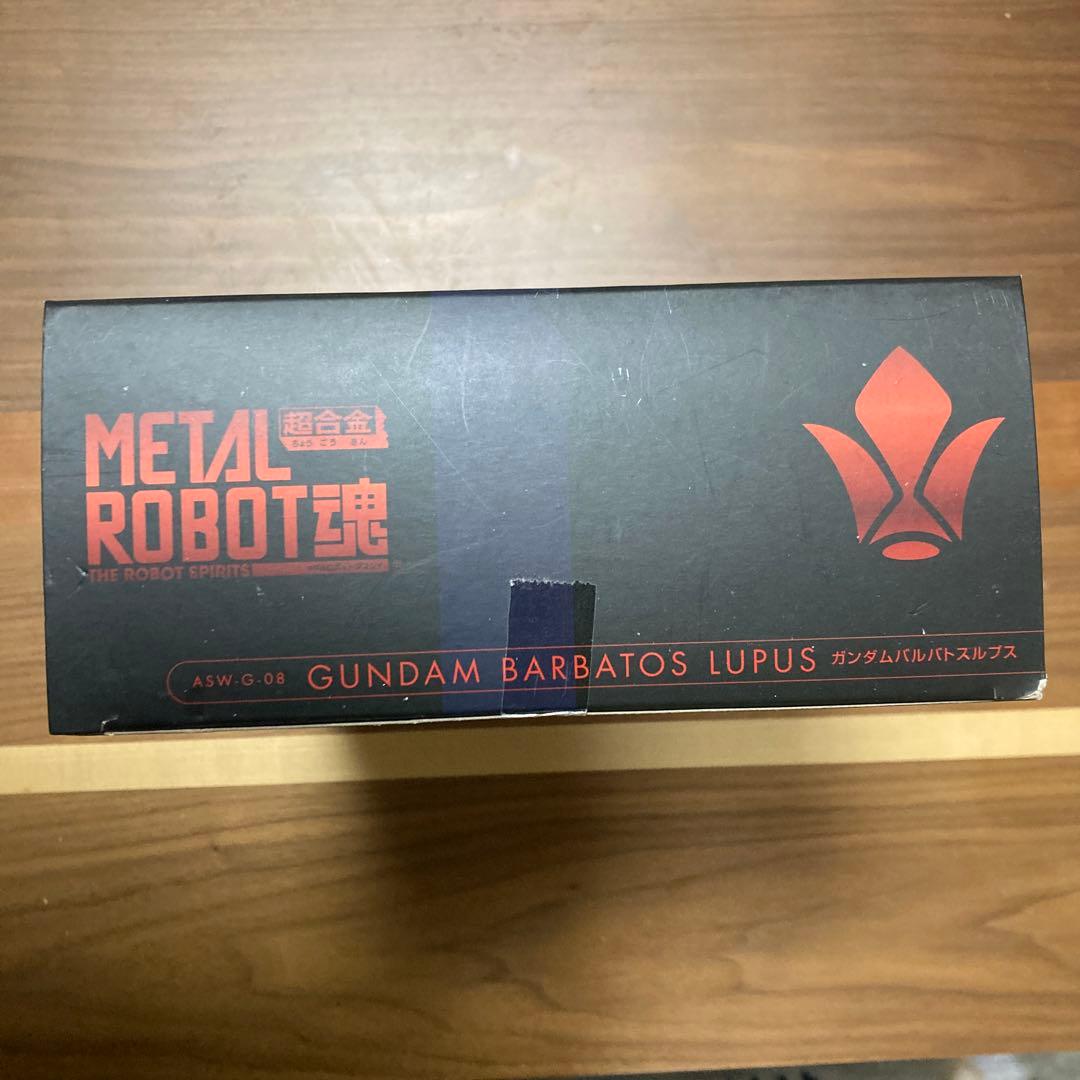 METAL 超合金
ちょうごうきん
ROBOT魂
THE ROBOT SPIRITS
ASW-G-08 GUNDAM BARBATOS LUPUS ガンダムバルバトスルプス